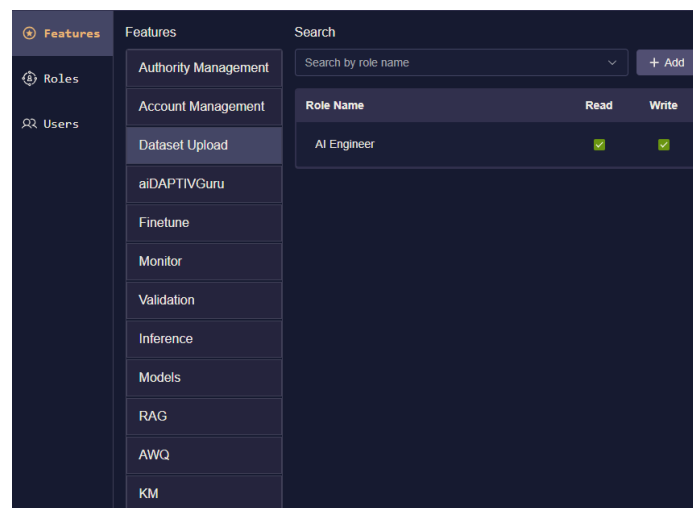 Features
Roles
Users
Features
Authority Management
Account Management
Dataset Upload
aiDAPTIVGuru
Finetune
Monitor
Validation
Inference
Models
RAG
AWQ
KM
Search
Search by role name
+ Add
Role Name Read Write
AI Engineer